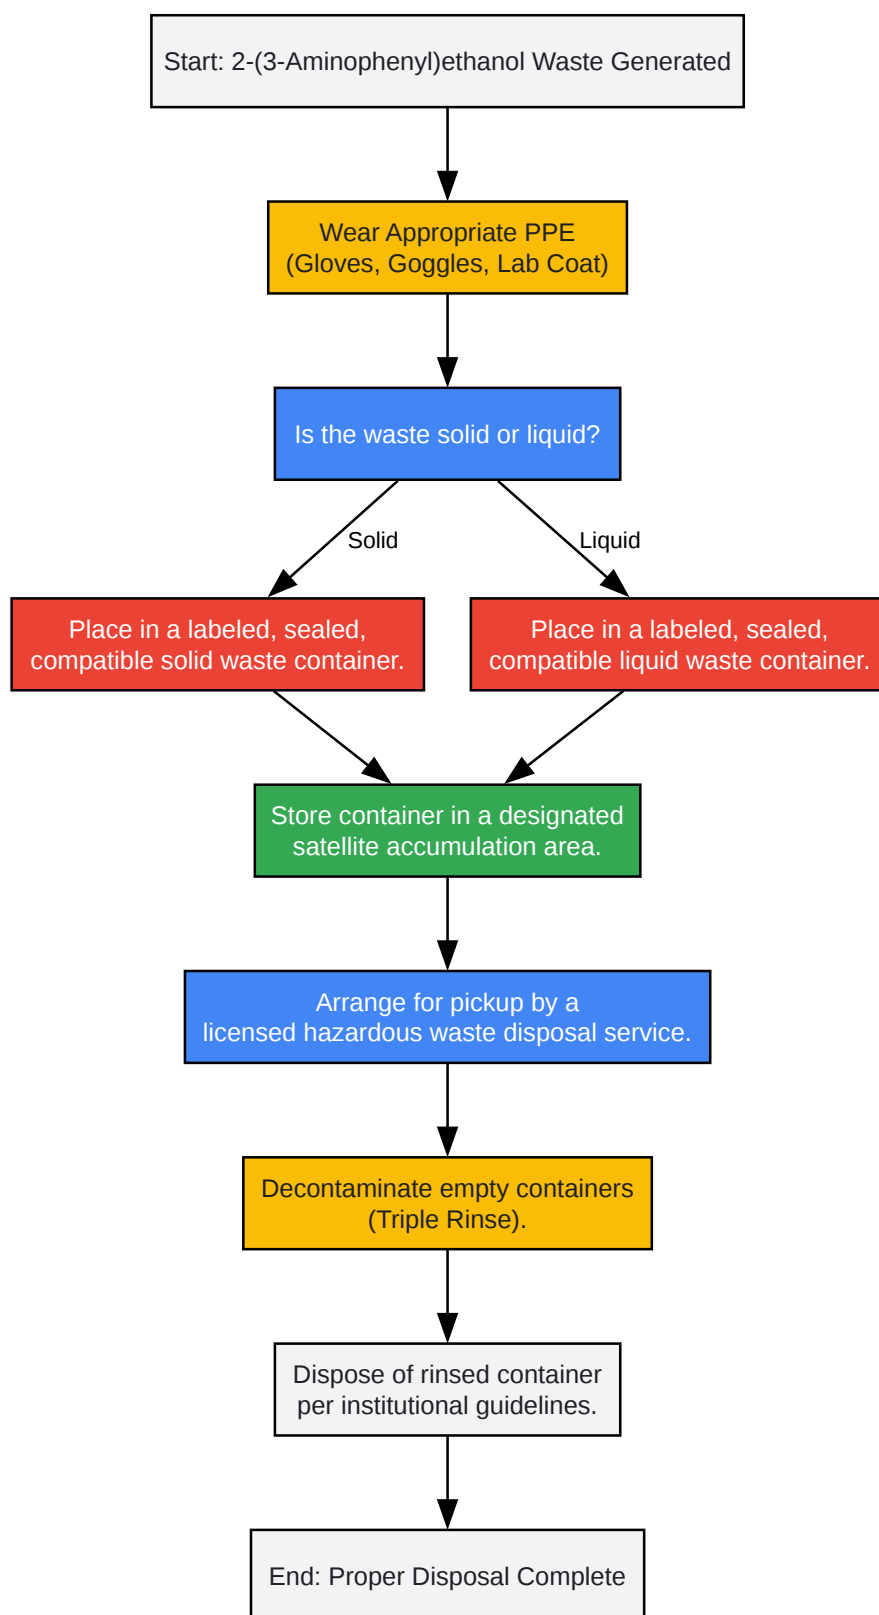 Start: 2-(3-Aminophenyl)ethanol Waste Generated
Wear Appropriate PPE
(Gloves, Goggles, Lab Coat)
Is the waste solid or liquid?
Solid
Liquid
Place in a labeled, sealed,
compatible solid waste container.
Place in a labeled, sealed,
compatible liquid waste container.
Store container in a designated
satellite accumulation area.
Arrange for pickup by a
licensed hazardous waste disposal service.
Decontaminate empty containers
(Triple Rinse).
Dispose of rinsed container
per institutional guidelines.
End: Proper Disposal Complete